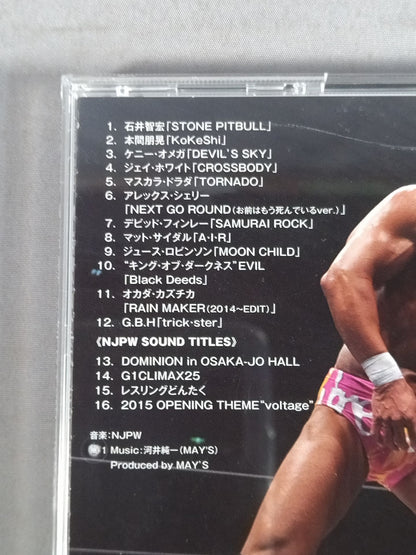 1. 石井智宏「STONE PITBULL」
2. 本間朋晃「KoKeShi」
3. ケニー・オメガ「DEVIL'S SKY」
4. ジェイ・ホワイト「CROSSBODY」
5. マスカラ・ドラダ「TORNADO」
6. アレックス・シェリー
「NEXT GO ROUND(お前はもう死んでいるver.)」
7. デビッド・フィンレー「SAMURAI ROCK」
8. マット・サイダル「A・I・R」
9. ジュース・ロビンソン「MOON CHILD」
10. "キング・オブ・ダークネス"EVIL
「Black Deeds」
11. オカダ・カズチカ
「RAIN MAKER(2014〜EDIT)」
12. G.B.H「trick・ster」
《NJPW SOUND TITLES》
13. DOMINION in OSAKA-JO HALL
14. G1CLIMAX25
15. レスリングどんたく
16. 2015 OPENING THEME"voltage"
音楽:NJPW
1 Music:河井純一(MAY'S)
Produced by MAY'S